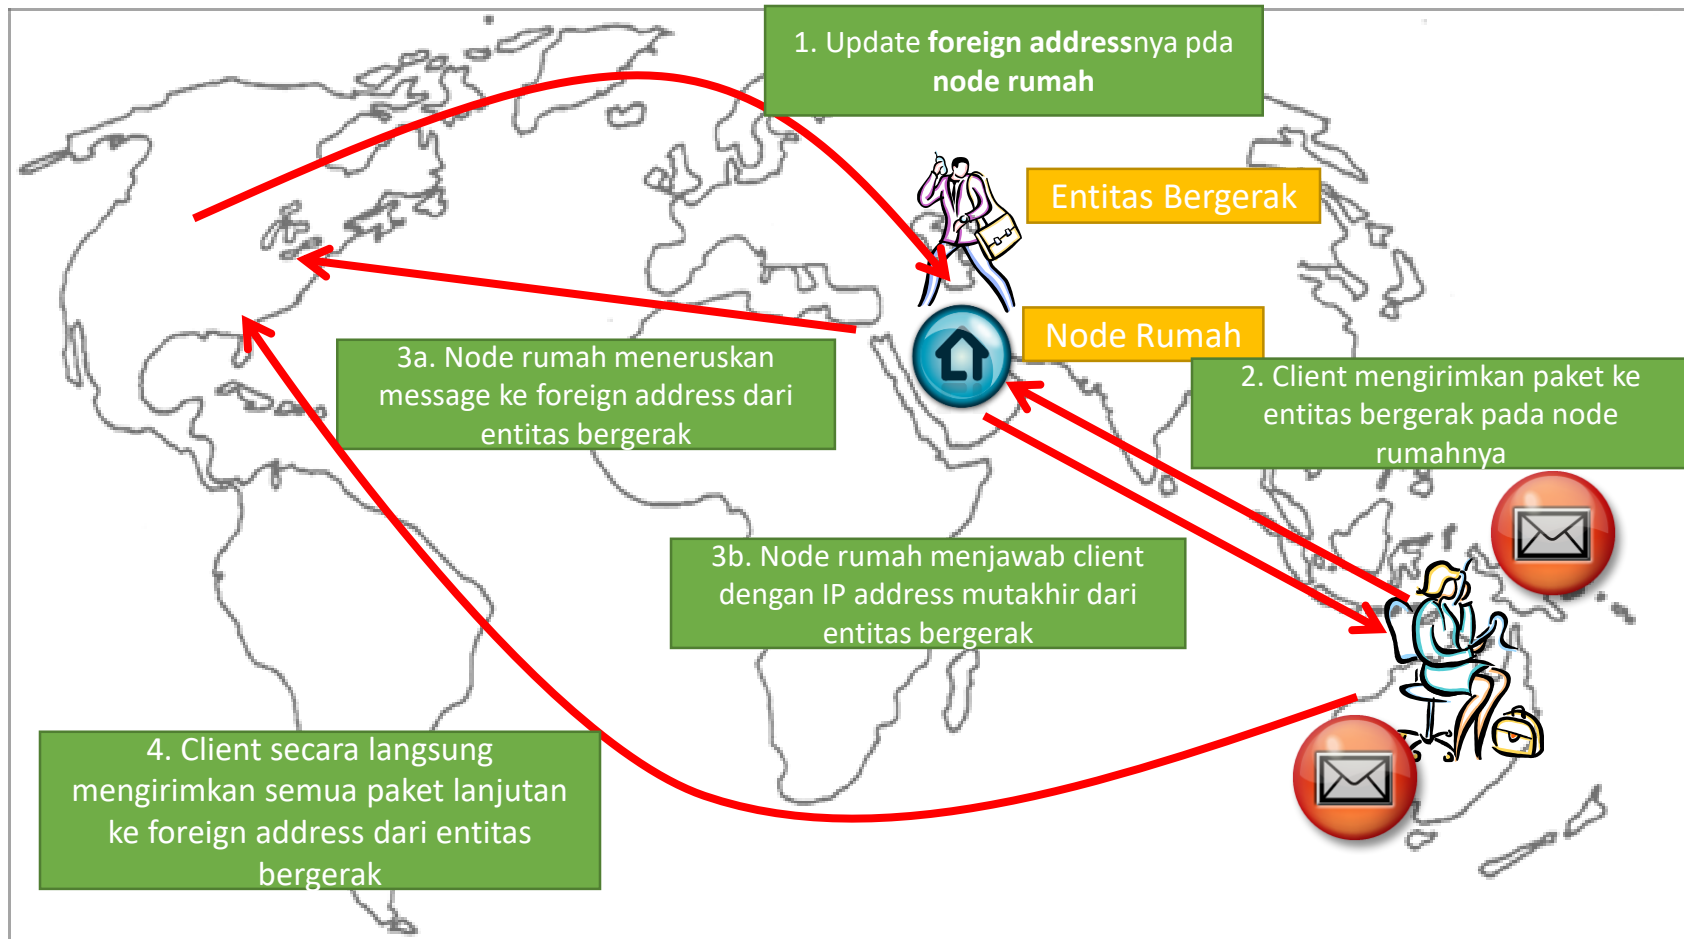 1. Update foreign addressnya pda
node rumah
Entitas Bergerak
Node Rumah
3a. Node rumah meneruskan
message ke foreign address dari
entitas bergerak
2. Client mengirimkan paket ke
entitas bergerak pada node
rumahnya
3b. Node rumah menjawab client
dengan IP address mutakhir dari
entitas bergerak
4. Client secara langsung
mengirimkan semua paket lanjutan
ke foreign address dari entitas
bergerak